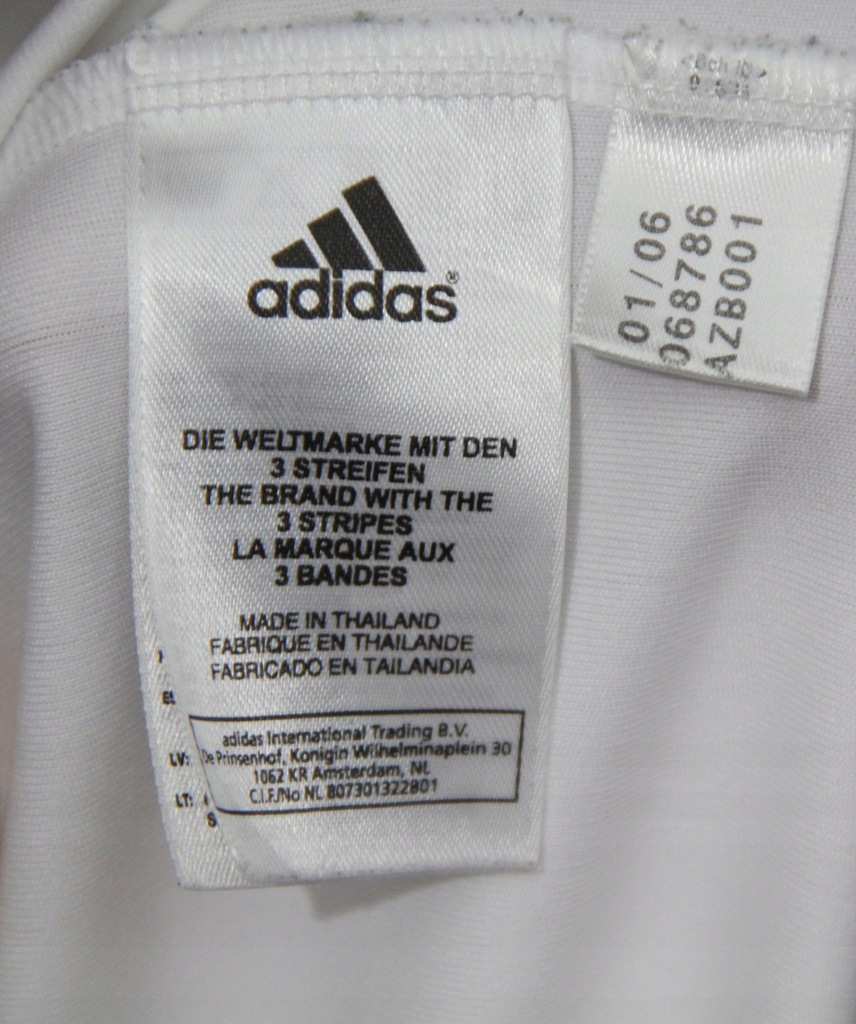 adidas®
DIE WELTMARKE MIT DEN
3 STREIFEN
THE BRAND WITH THE
3 STRIPES
LA MARQUE AUX
3 BANDES
MADE IN THAILAND
FABRIQUE EN THAILANDE
FABRICADO EN TAILANDIA
adidas International Trading B.V.
De Prinsenhof, Konigin Wilhelminaplein 30
1062 KR Amsterdam, NL
C.I.F./No NL 807301322B01
LV:
LT:
S
01/06
068786
AZB001